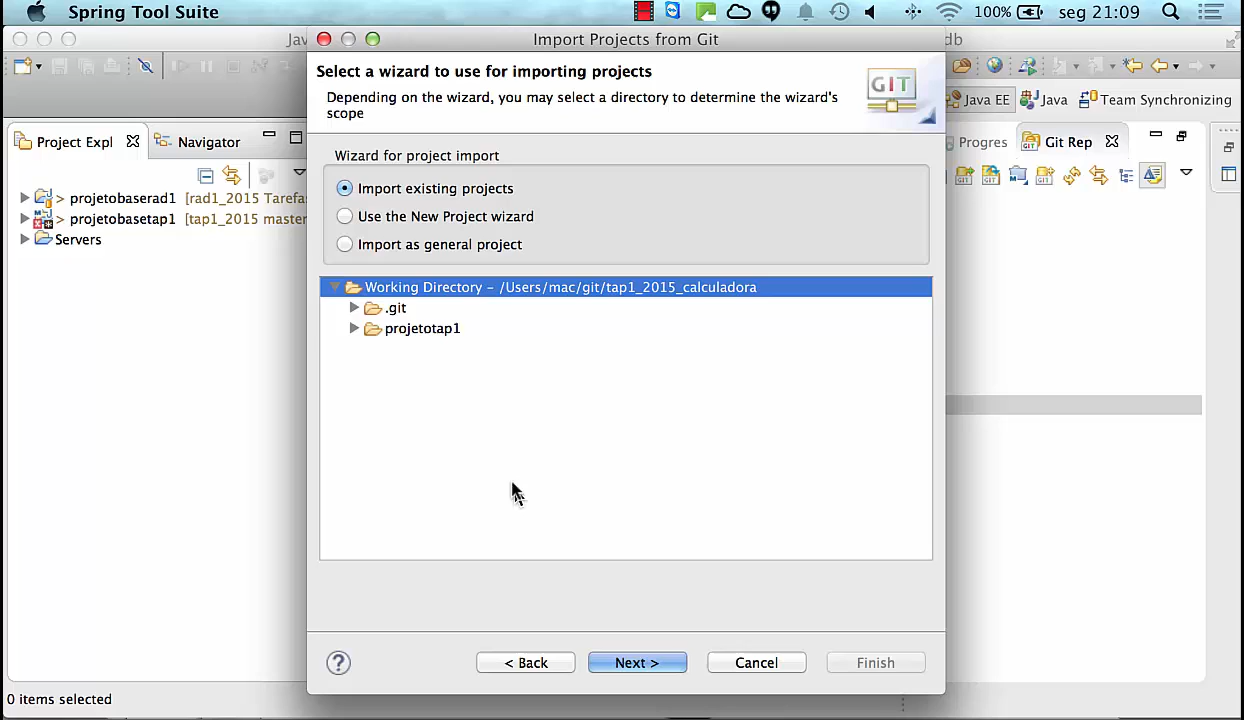 Spring Tool Suite
100%
seg 21:09
Jav
Import Projects from Git
db
Select a wizard to use for importing projects
Depending on the wizard, you may select a directory to determine the wizard's
scope
GIT
Java EE
Java
Team Synchronizing
Project Expl
Navigator
Progres
Git Rep
Wizard for project import
Import existing projects
Use the New Project wizard
Import as general project
> projetobaserad1 [rad1_2015 Tarefas
> projetobasetap1 [tap1_2015 master
Servers
Working Directory - /Users/mac/git/tap1_2015_calculadora
.git
projetotap1
?
< Back
Next >
Cancel
Finish
0 items selected